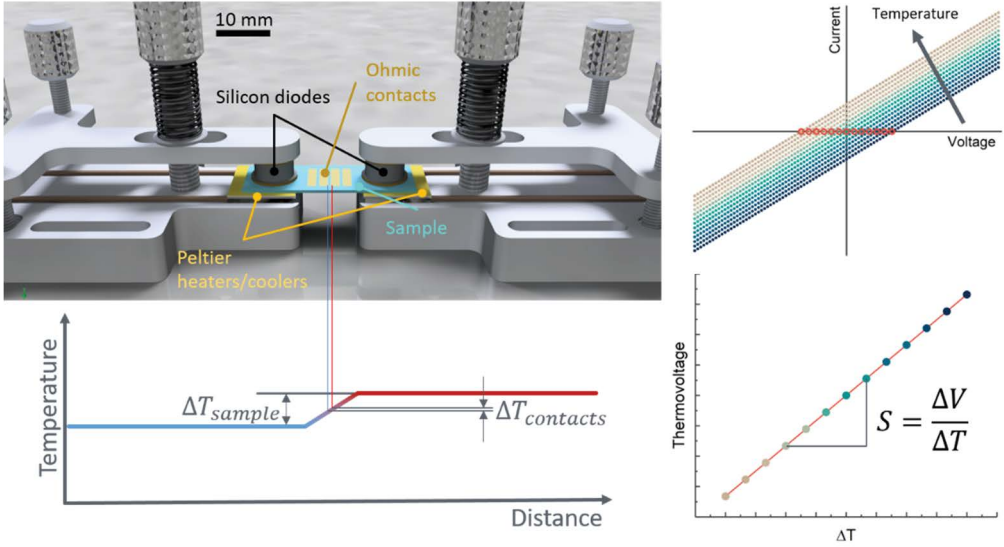 10 mm
Ohmic
contacts
Silicon diodes
Sample
Peltier
heaters/coolers
Temperature
ΔT_sample
ΔT_contacts
Distance
Current
Temperature
Voltage
Thermovoltage
S = ΔV/ΔT
ΔT